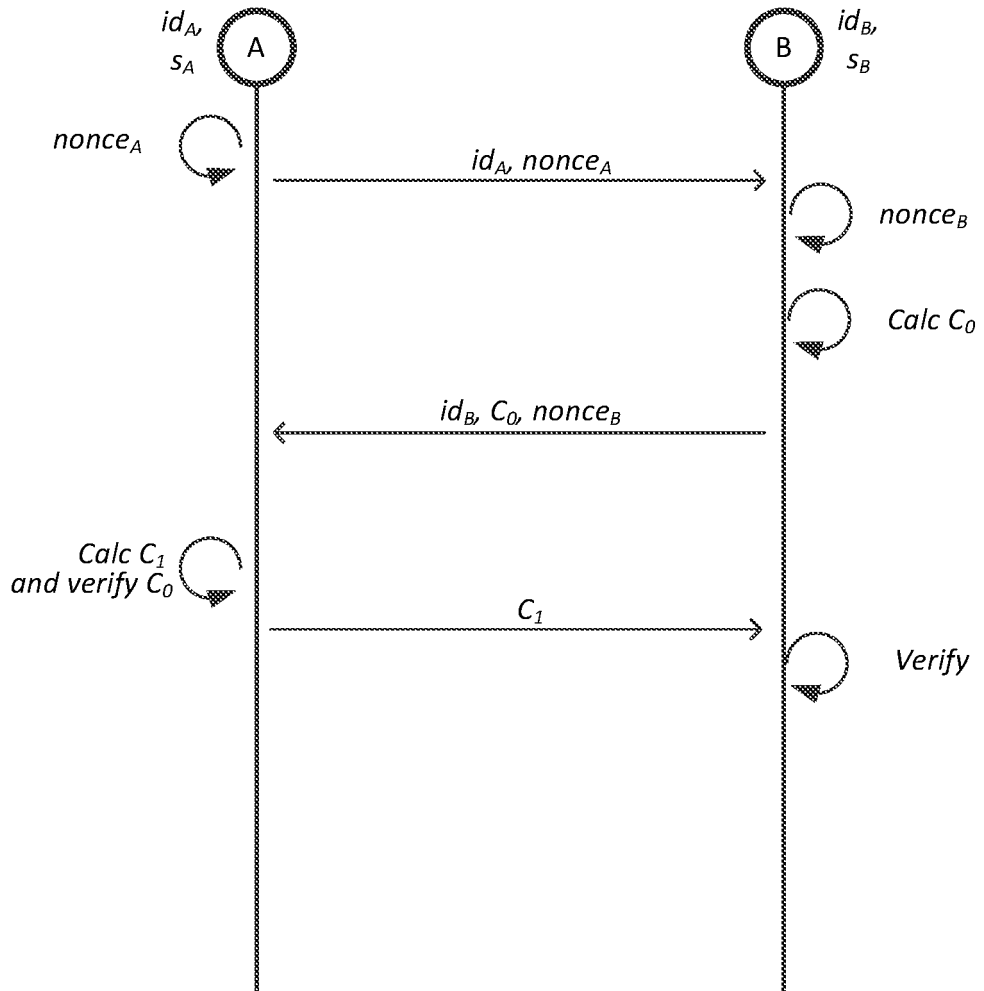 id_A,
s_A
A
B
id_B,
s_B
nonce_A
id_A, nonce_A
nonce_B
Calc C_0
id_B, C_0, nonce_B
Calc C_1
and verify C_0
C_1
Verify